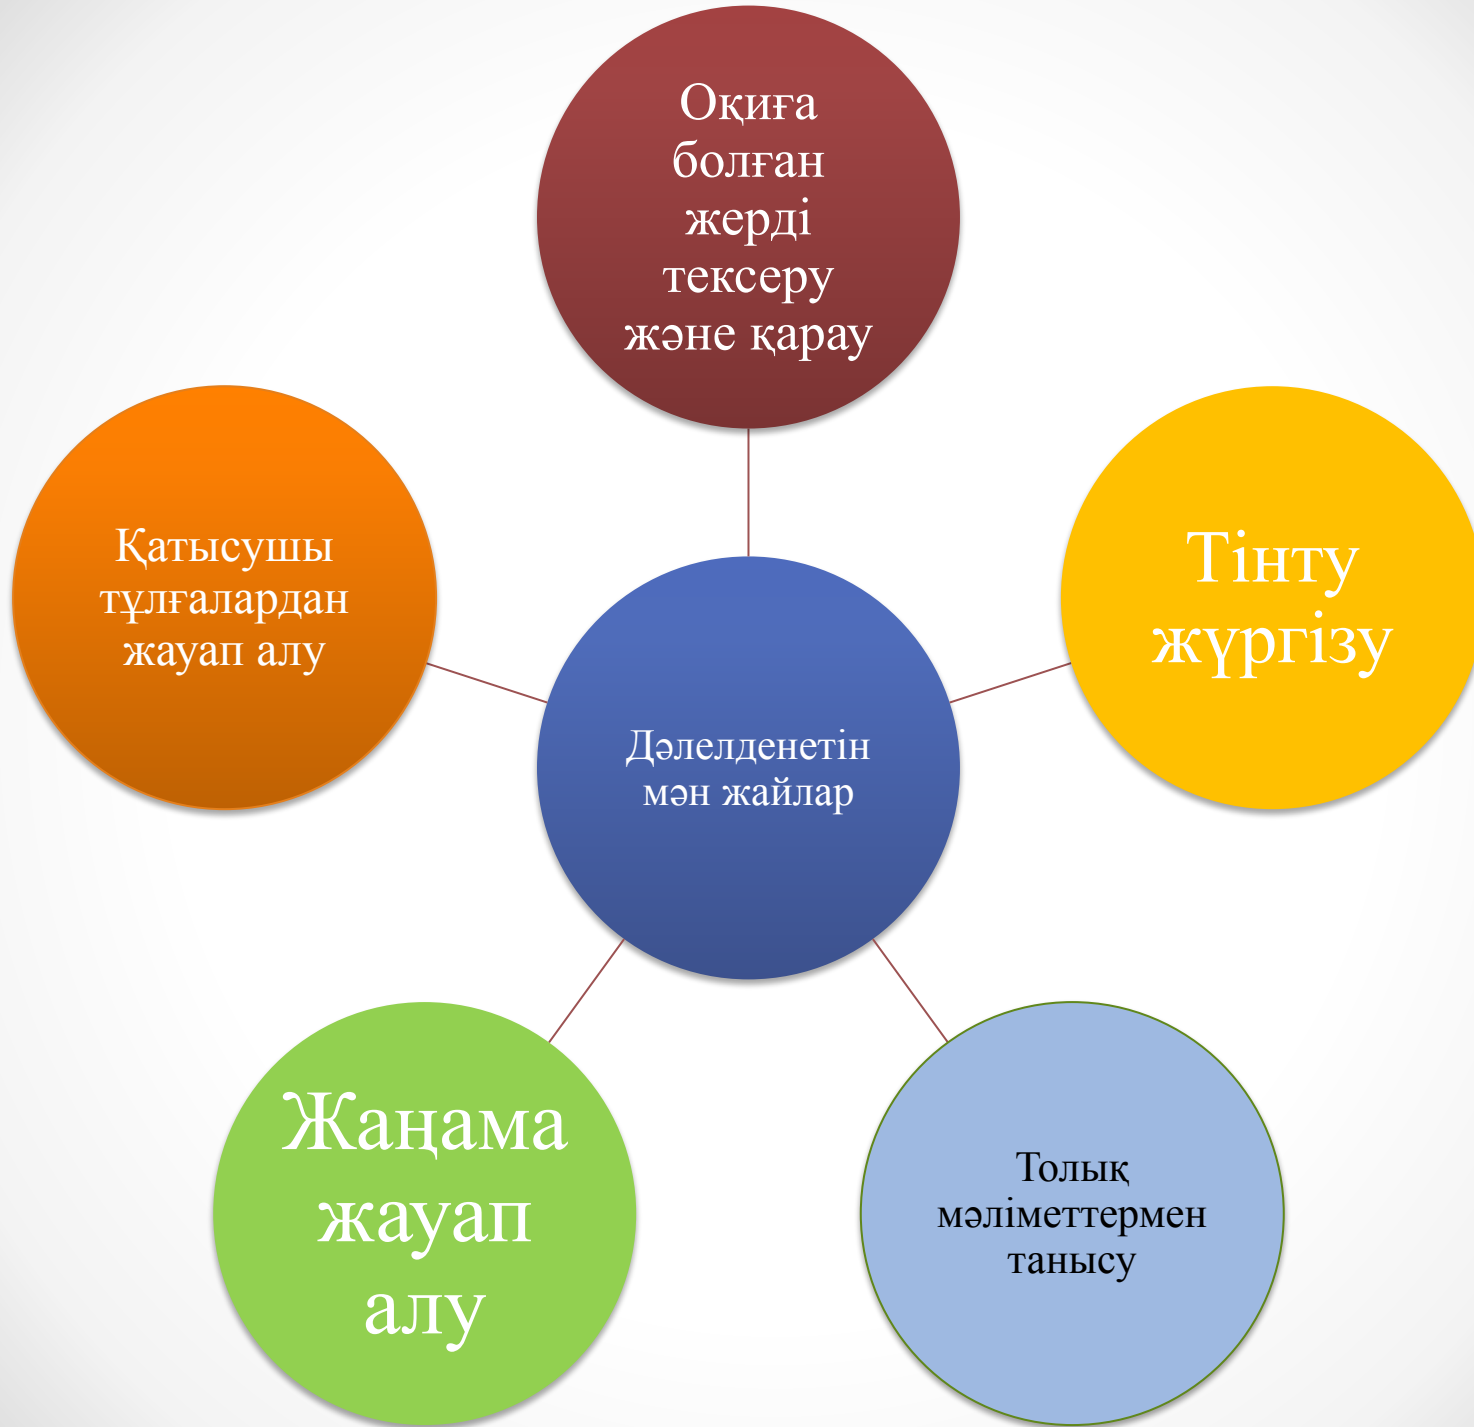 Оқиға
болған
жерді
тексеру
және қарау
Қатысушы
тұлғалардан
жауап алу
Тінту
жүргізу
Дәлелденетін
мән жайлар
Жаңама
жауап
алу
Толық
мәліметтермен
танысу